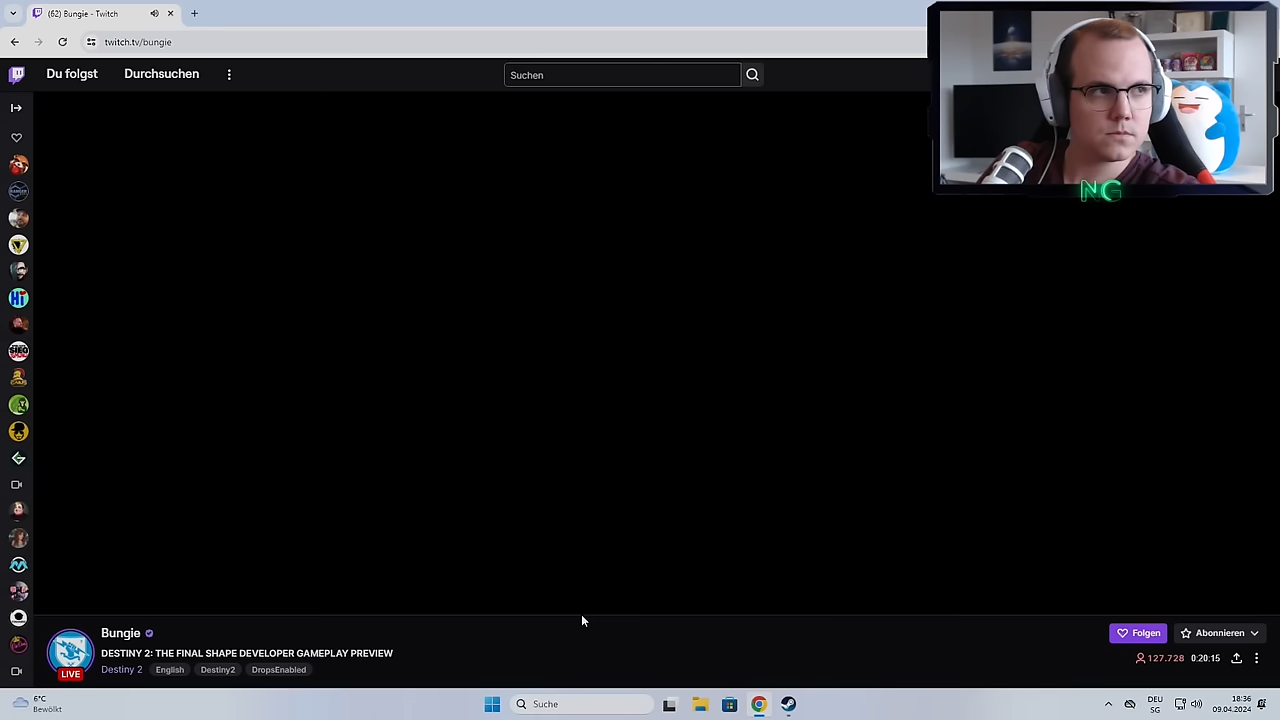 (62) Bungie - Twitch
twitch.tv/bungie
Du folgst
Durchsuchen
Suchen
NG
Hi
Bungie
DESTINY 2: THE FINAL SHAPE DEVELOPER GAMEPLAY PREVIEW
Destiny 2
English
Destiny2
DropsEnabled
LIVE
Folgen
Abonnieren
127.728
0:20:15
6°C
Bewölkt
Suche
DEU
SG
18:36
09.04.2024